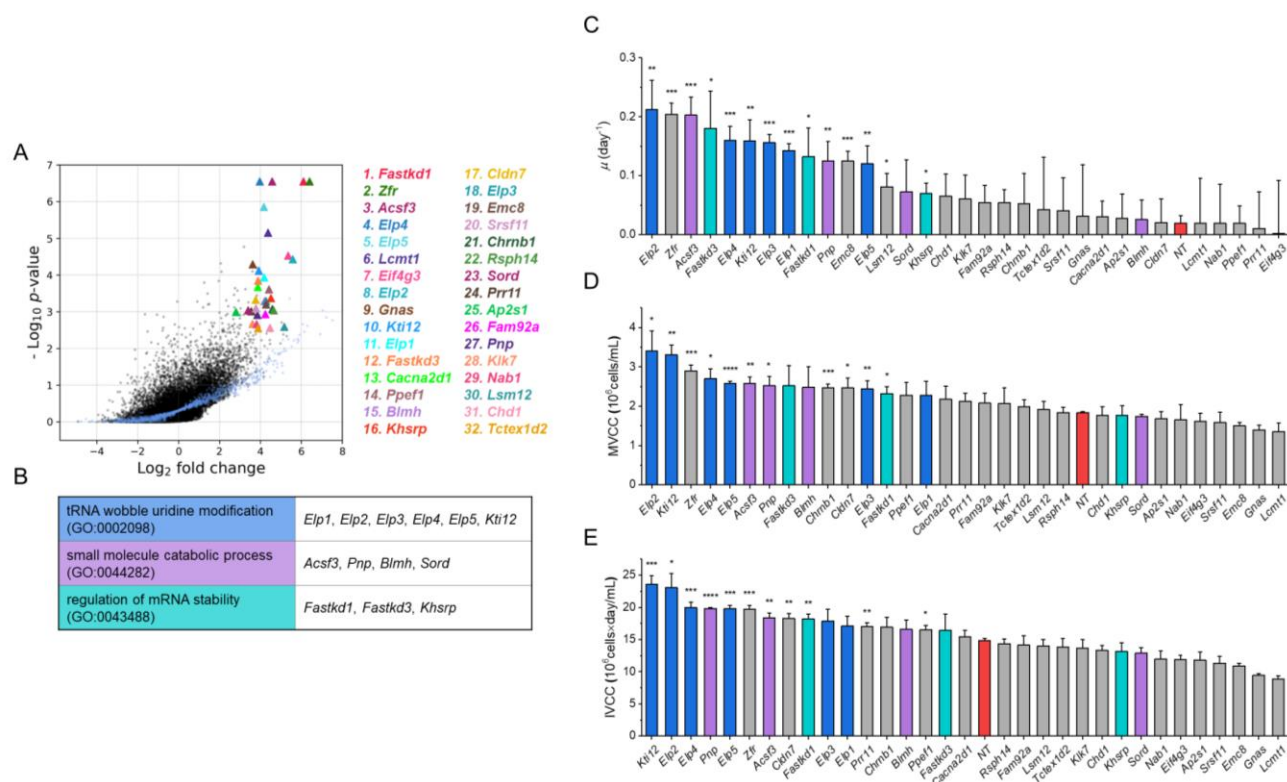 A
7
6
5
4
3
2
1
0
- Log10 p-value
−4
−2
0
2
4
6
8
Log2 fold change
1. Fastkd1
2. Zfr
3. Acsf3
4. Elp4
5. Elp5
6. Lcmt1
7. Eif4g3
8. Elp2
9. Gnas
10. Kti12
11. Elp1
12. Fastkd3
13. Cacna2d1
14. Ppef1
15. Blmh
16. Khsrp
17. Cldn7
18. Elp3
19. Emc8
20. Srsf11
21. Chrnb1
22. Rsph14
23. Sord
24. Prr11
25. Ap2s1
26. Fam92a
27. Pnp
28. Klk7
29. Nab1
30. Lsm12
31. Chd1
32. Tctex1d2
B
tRNA wobble uridine modification
(GO:0002098)
Elp1, Elp2, Elp3, Elp4, Elp5, Kti12
small molecule catabolic process
(GO:0044282)
Acsf3, Pnp, Blmh, Sord
regulation of mRNA stability
(GO:0043488)
Fastkd1, Fastkd3, Khsrp
C
0.3
0.2
0.1
0.0
μ (day-1)
** *** *** * *** ** *** *** * ** *** ** * *
Elp2 Zfr Acsf3 Fastkd3 Elp4 Kti12 Elp3 Elp1 Fastkd1 Pnp Emc8 Elp5 Lsm12 Sord Khsrp Chd1 Klk7 Fam92a Rsph14 Chrnb1 Tctex1d2 Srsf11 Gnas Cacna2d1 Ap2s1 Blmh Cldn7 NT Lcmt1 Nab1 Ppef1 Prr11 Eif4g3
D
4
3
2
1
0
MVCC (10⁶cells/mL)
* ** *** * **** ** * *** * ** *
Elp2 Kti12 Zfr Elp4 Elp5 Acsf3 Pnp Fastkd3 Blmh Chrnb1 Cldn7 Elp3 Fastkd1 Ppef1 Elp1 Cacna2d1 Prr11 Fam92a Klk7 Tctex1d2 Lsm12 Rsph14 NT Chd1 Khsrp Sord Ap2s1 Nab1 Eif4g3 Srsf11 Emc8 Gnas Lcmt1
E
25
20
15
10
5
0
IVCC (10⁶cells×day/mL)
*** * *** **** *** *** ** ** ** ** *
Kti12 Elp2 Elp4 Pnp Elp5 Zfr Acsf3 Cldn7 Fastkd1 Elp3 Elp1 Prr11 Chrnb1 Blmh Ppef1 Fastkd3 Cacna2d1 NT Rsph14 Fam92a Lsm12 Tctex1d2 Klk7 Chd1 Khsrp Sord Nab1 Eif4g3 Ap2s1 Srsf11 Emc8 Gnas Lcmt1